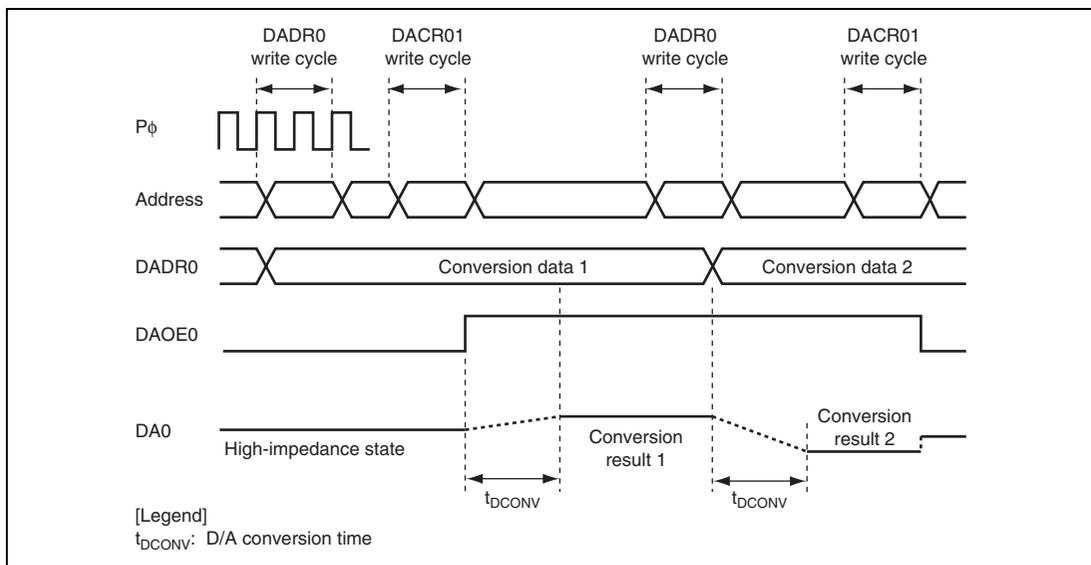 DADR0
write cycle
DACR01
write cycle
DADR0
write cycle
DACR01
write cycle
Pϕ
Address
DADR0
Conversion data 1
Conversion data 2
DAOE0
DA0
High-impedance state
Conversion
result 1
Conversion
result 2
tDCONV
tDCONV
[Legend]
tDCONV: D/A conversion time